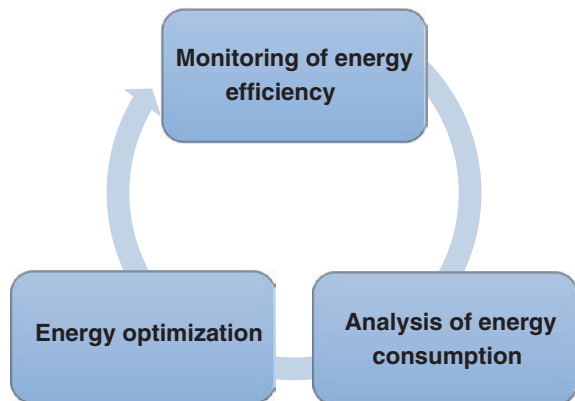 Monitoring of energy
efficiency
Energy optimization
Analysis of energy
consumption